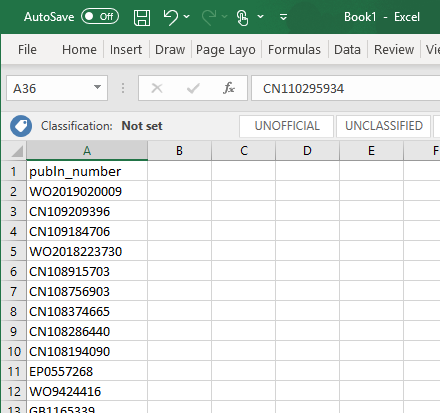 AutoSave Off Book1 - Excel
File Home Insert Draw Page Layo Formulas Data Review Vie
A36 fx CN110295934
Classification: Not set UNOFFICIAL UNCLASSIFIED
A B C D E F
1 publn_number
2 WO2019020009
3 CN109209396
4 CN109184706
5 WO2018223730
6 CN108915703
7 CN108756903
8 CN108374665
9 CN108286440
10 CN108194090
11 EP0557268
12 WO9424416
13 GB1165339